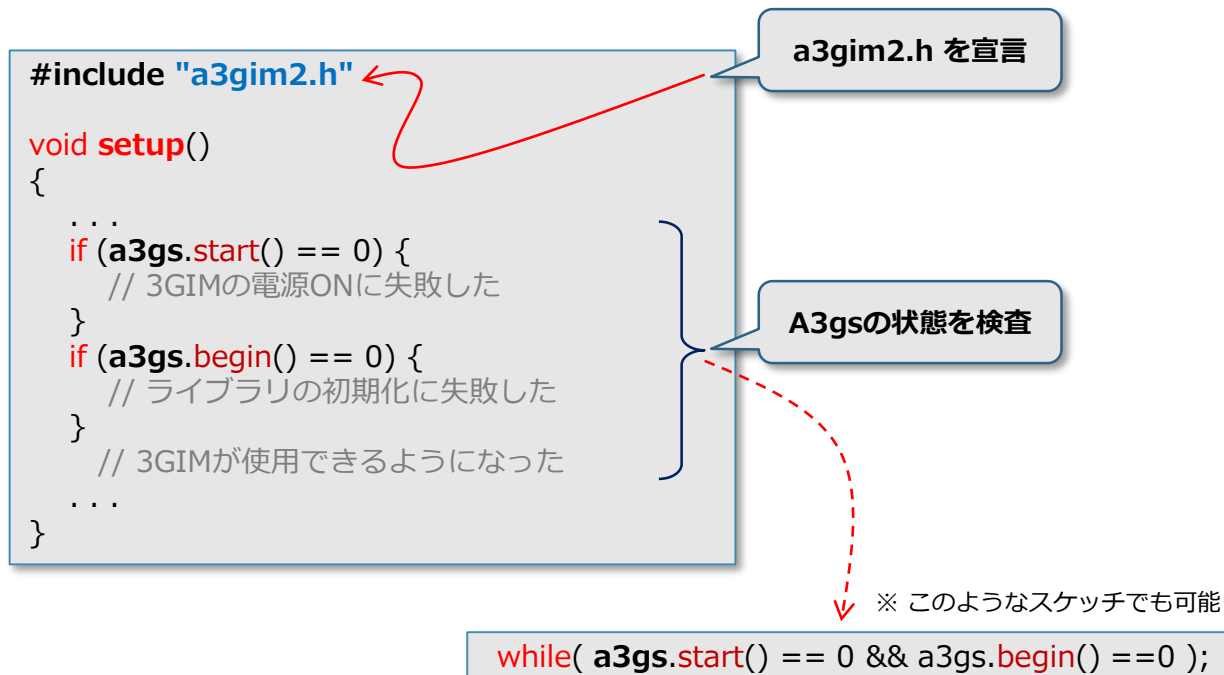 #include "a3gim2.h"
a3gim2.h を宣言
void setup()
{
. . .
if (a3gs.start() == 0) {
// 3GIMの電源ONに失敗した
}
if (a3gs.begin() == 0) {
// ライブラリの初期化に失敗した
}
// 3GIMが使用できるようになった
. . .
}
A3gsの状態を検査
※ このようなスケッチでも可能
while( a3gs.start() == 0 && a3gs.begin() ==0 );